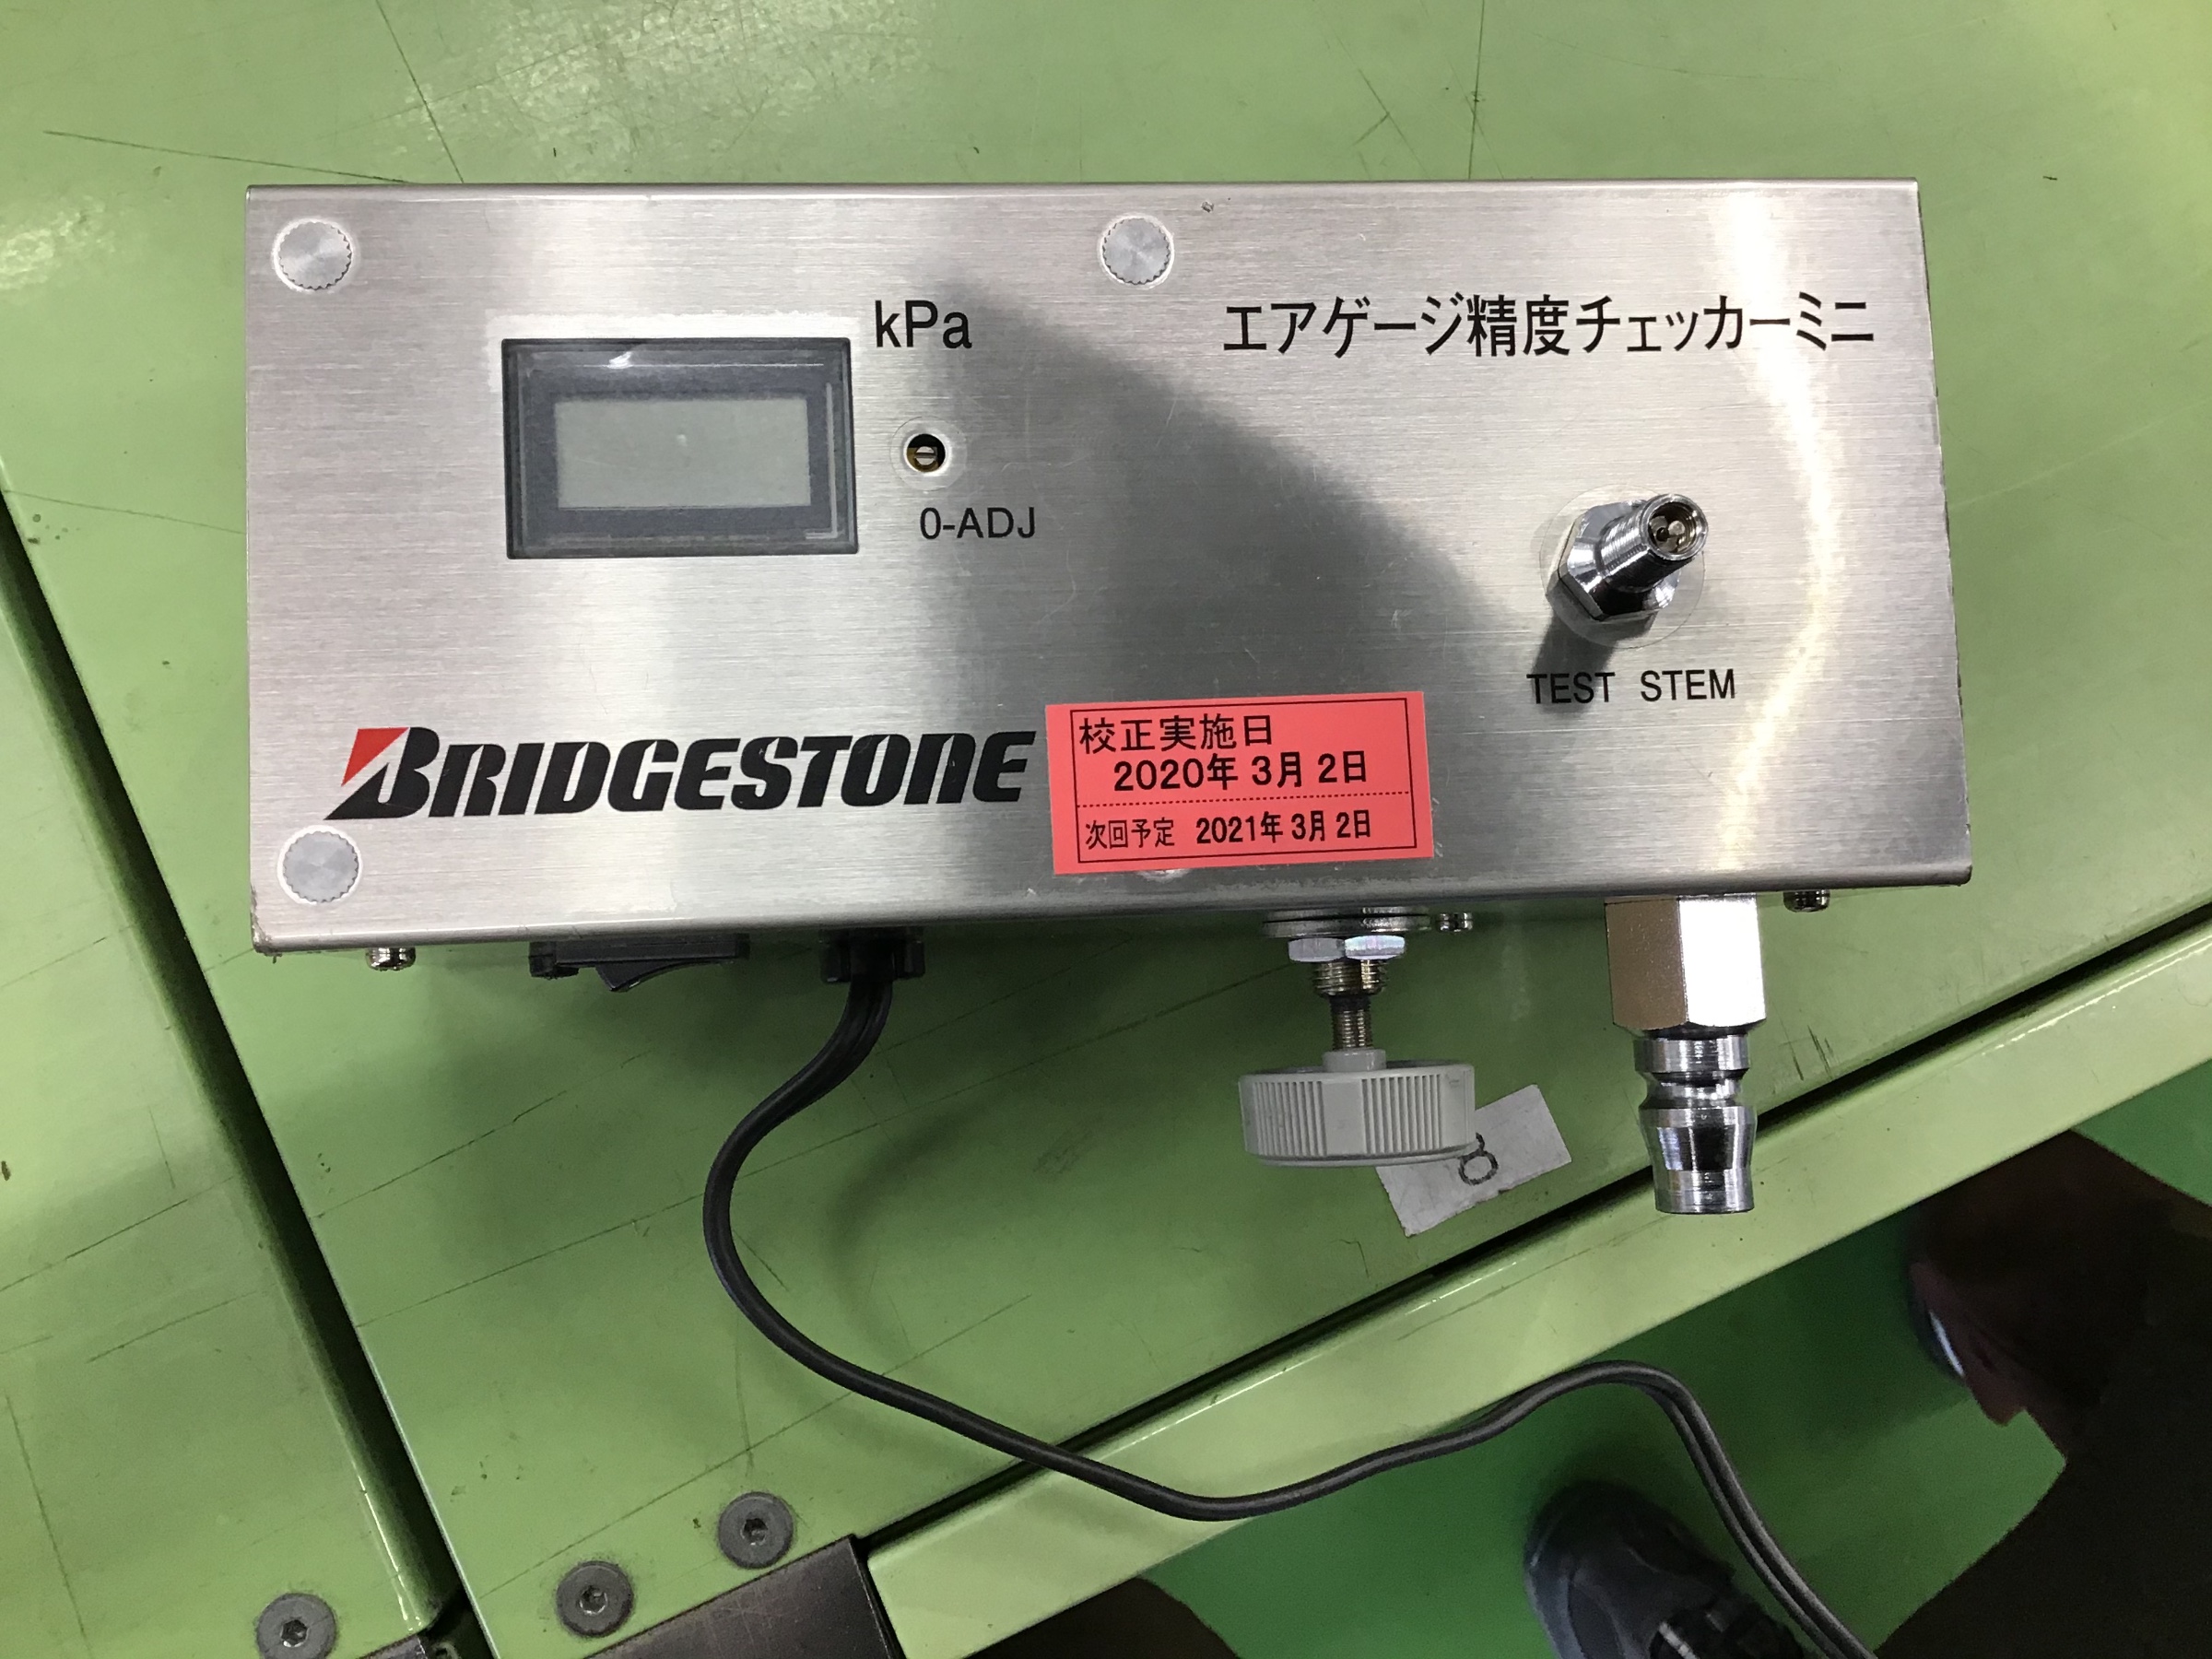 kPa
エアゲージ精度チェッカーミニ
0-ADJ
TEST STEM
BRIDGESTONE
校正実施日
2020年 3月 2日
次回予定 2021年 3月 2日
8